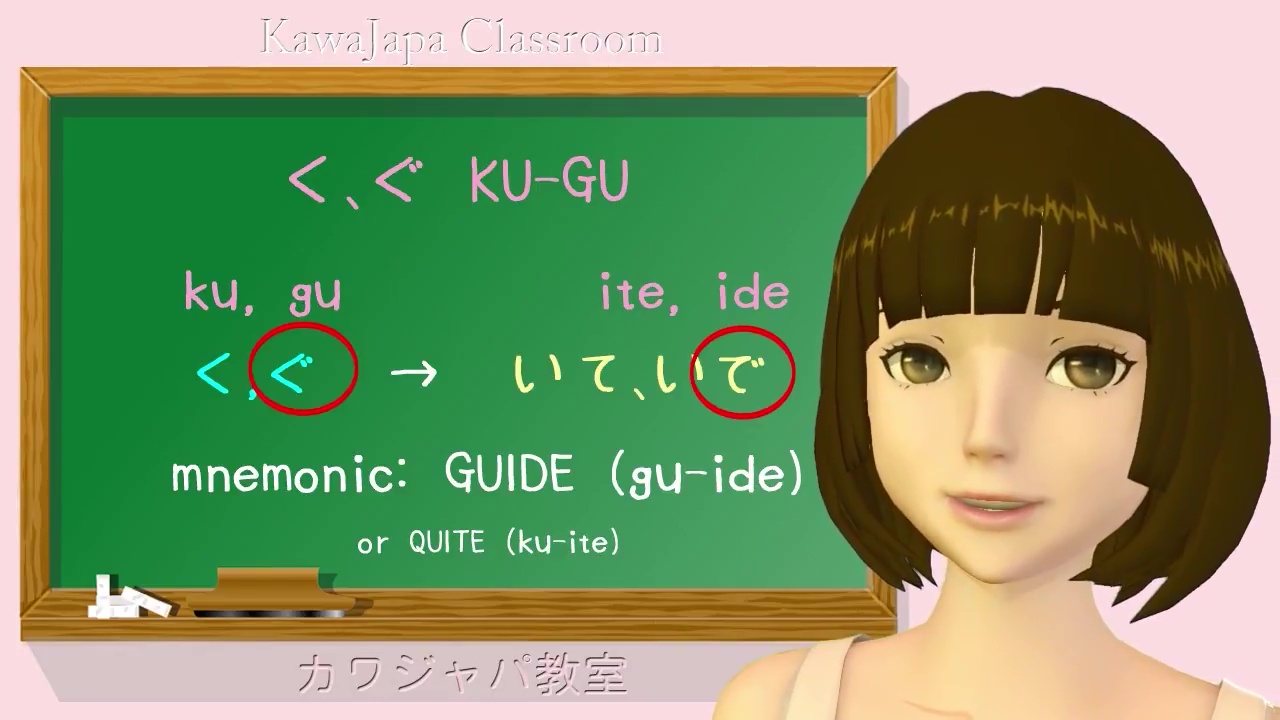 KawaJapa Classroom
く、ぐ KU-GU
ku, gu ite, ide
く,ぐ → いて、いで
mnemonic: GUIDE (gu-ide)
or QUITE (ku-ite)
カワジャパ教室